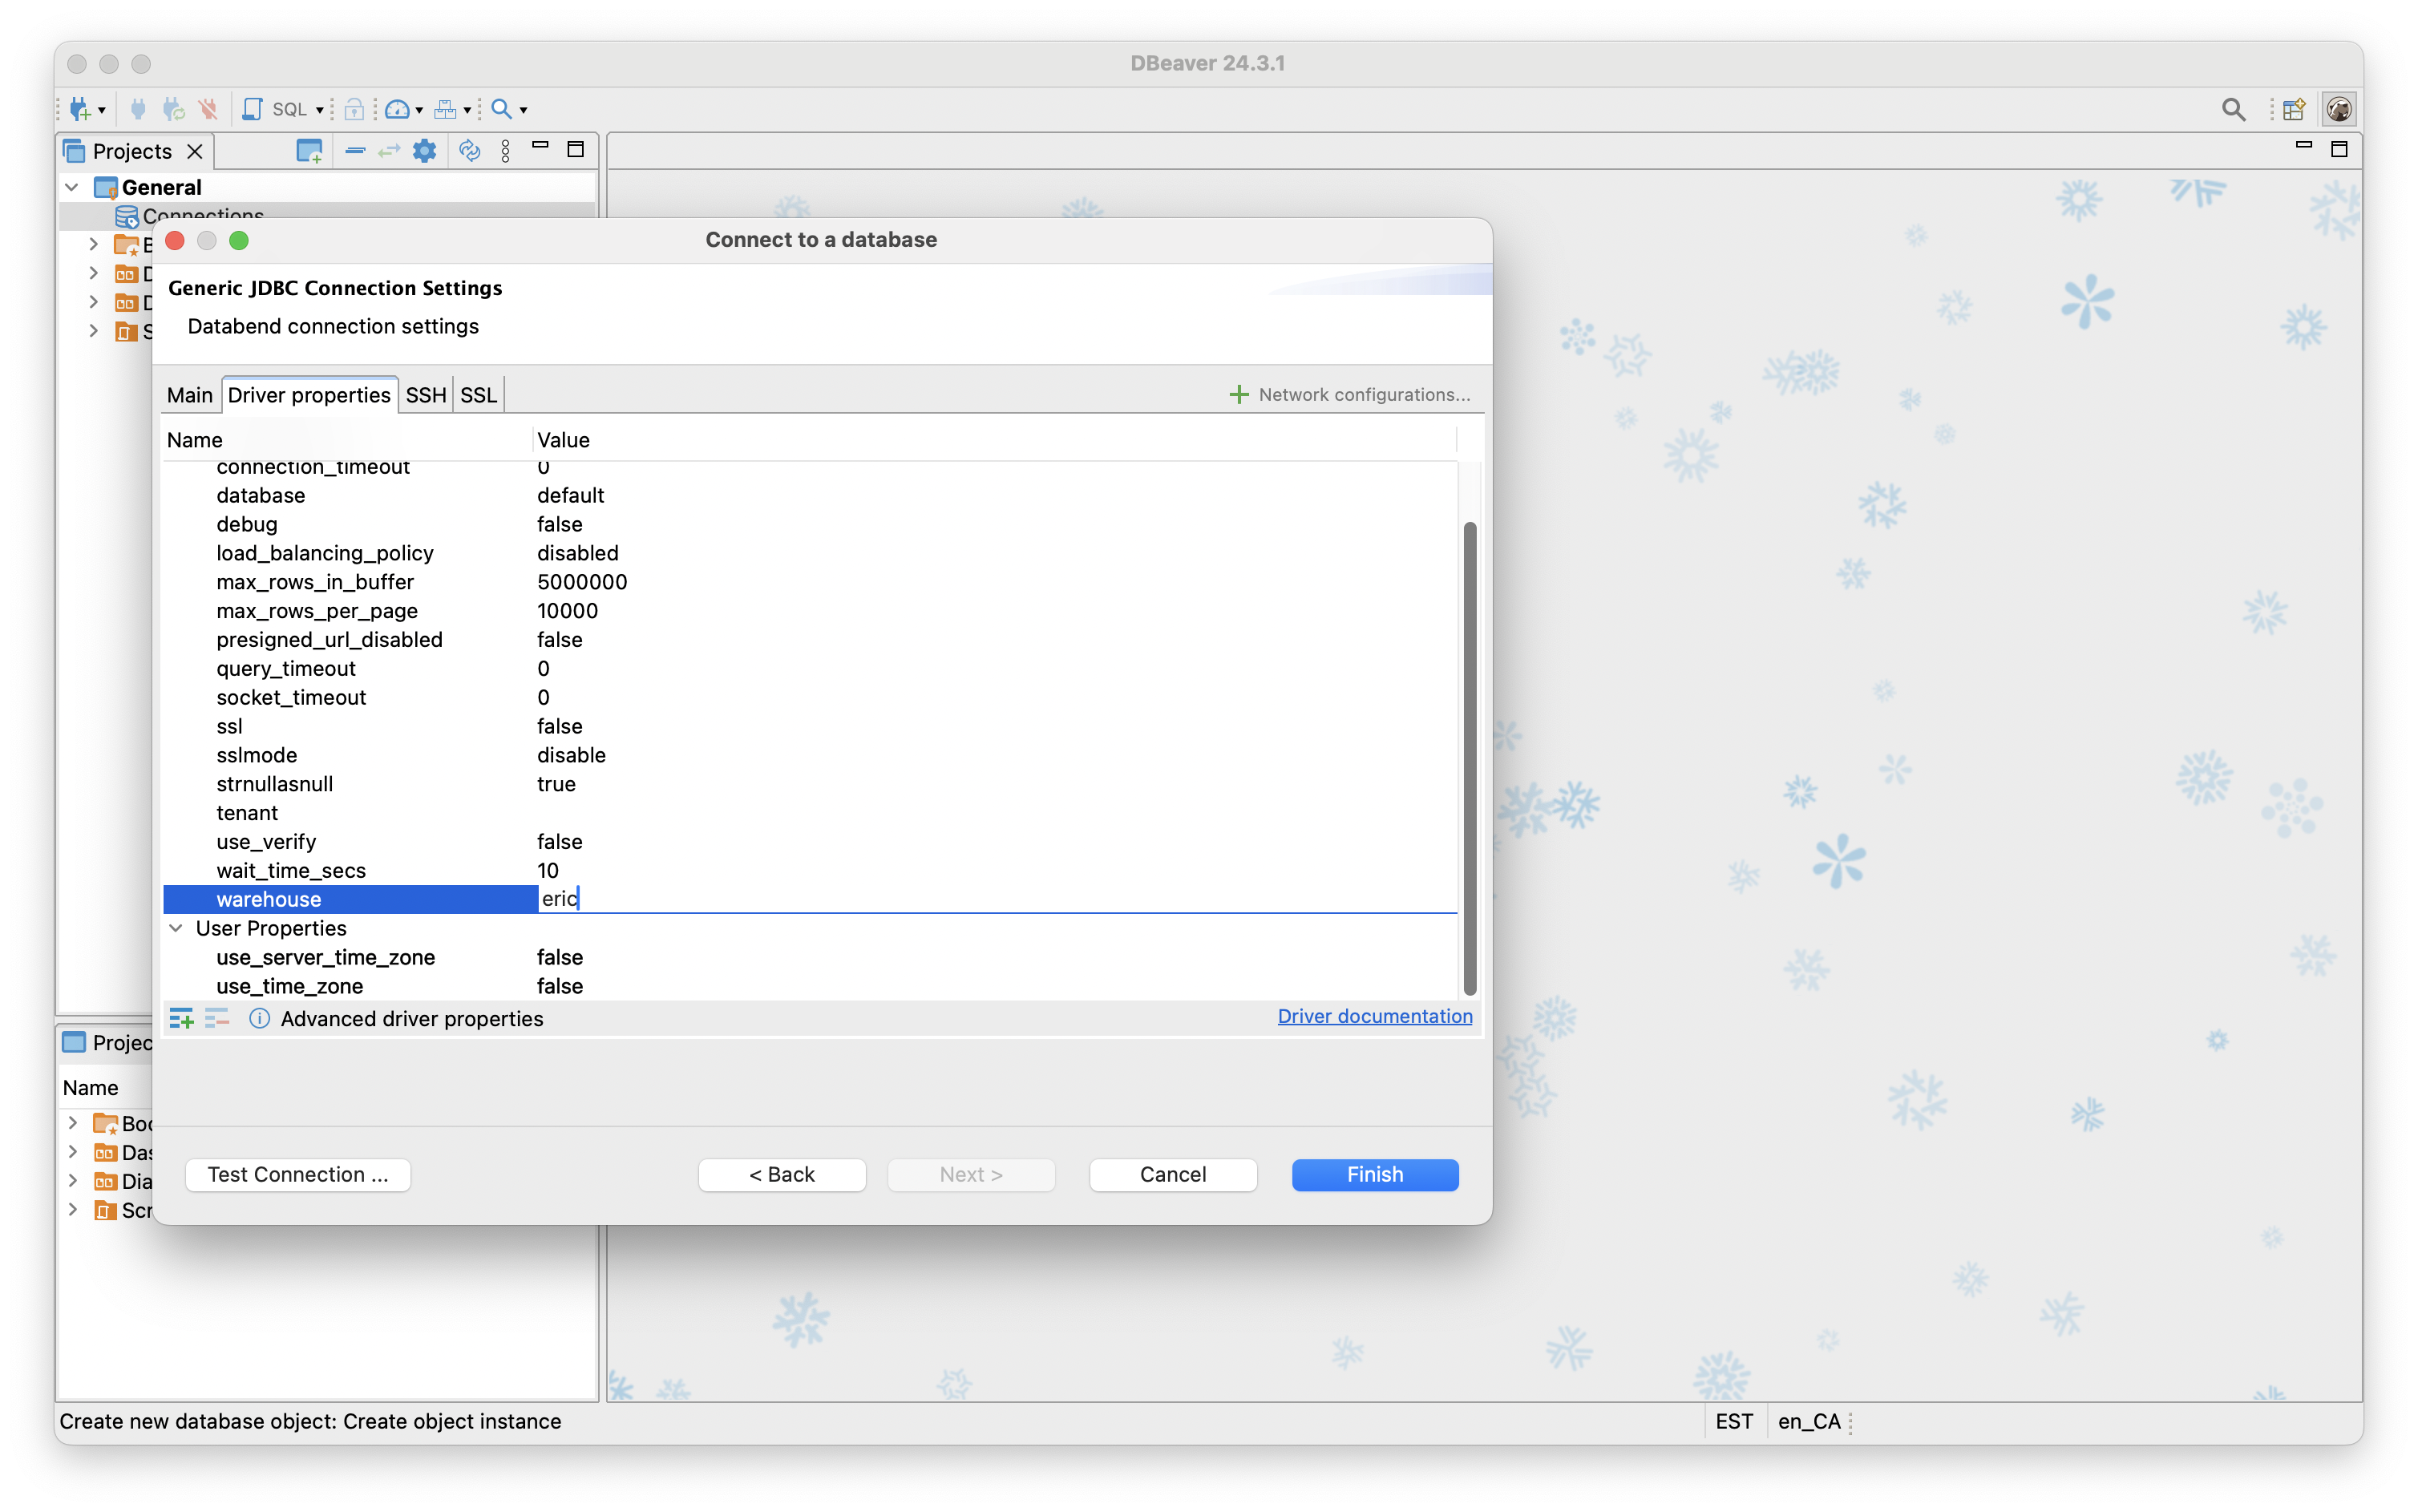 DBeaver 24.3.1
SQL
Projects
General
Connections
B
D
D
S
Connect to a database
Generic JDBC Connection Settings
Databend connection settings
Main
Driver properties
SSH
SSL
Network configurations...
Name Value
connection_timeout 0
database default
debug false
load_balancing_policy disabled
max_rows_in_buffer 5000000
max_rows_per_page 10000
presigned_url_disabled false
query_timeout 0
socket_timeout 0
ssl false
sslmode disable
strnullasnull true
tenant
use_verify false
wait_time_secs 10
warehouse eric
User Properties
use_server_time_zone false
use_time_zone false
Advanced driver properties
Driver documentation
Projec
Name
Boo
Das
Dia
Scr
Test Connection ...
< Back
Next >
Cancel
Finish
Create new database object: Create object instance
EST
en_CA